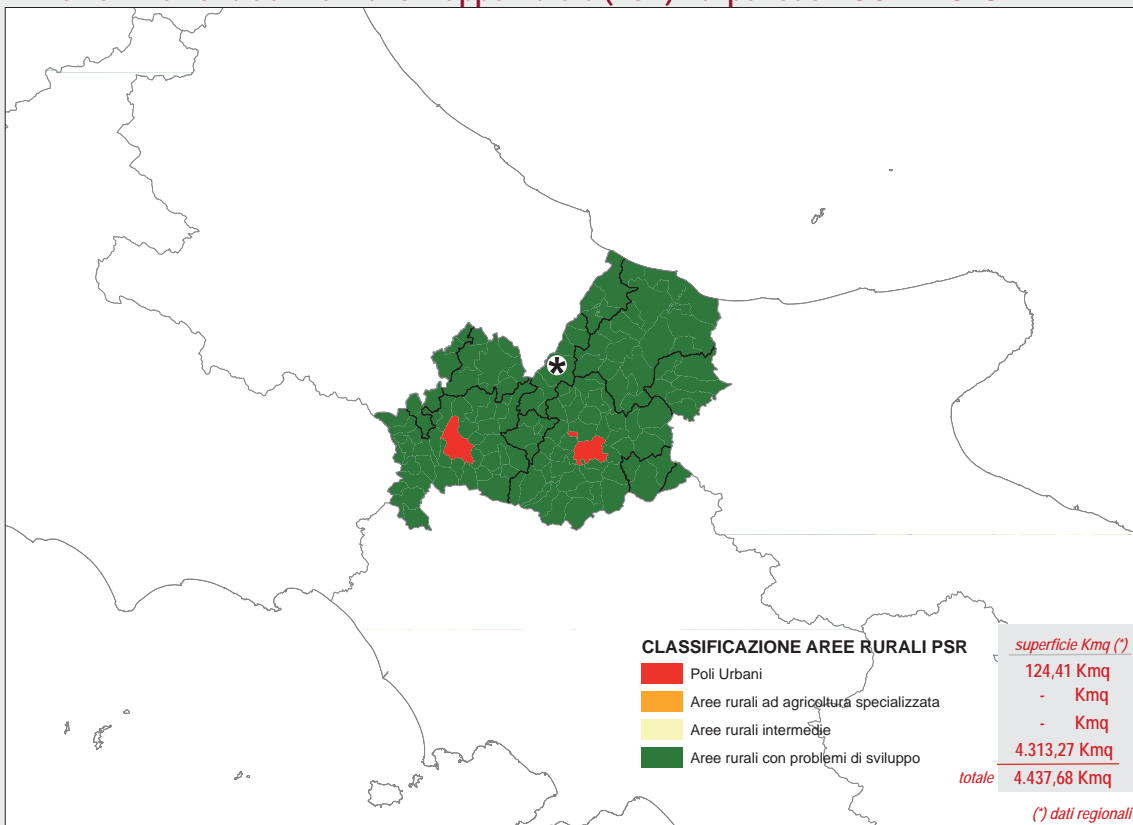 CLASSIFICAZIONE AREE RURALI PSR
superficie Kmq (*)
Poli Urbani
124,41 Kmq
Aree rurali ad agricoltura specializzata
- Kmq
Aree rurali intermedie
- Kmq
Aree rurali con problemi di sviluppo
4.313,27 Kmq
totale 4.437,68 Kmq
(*) dati regionali